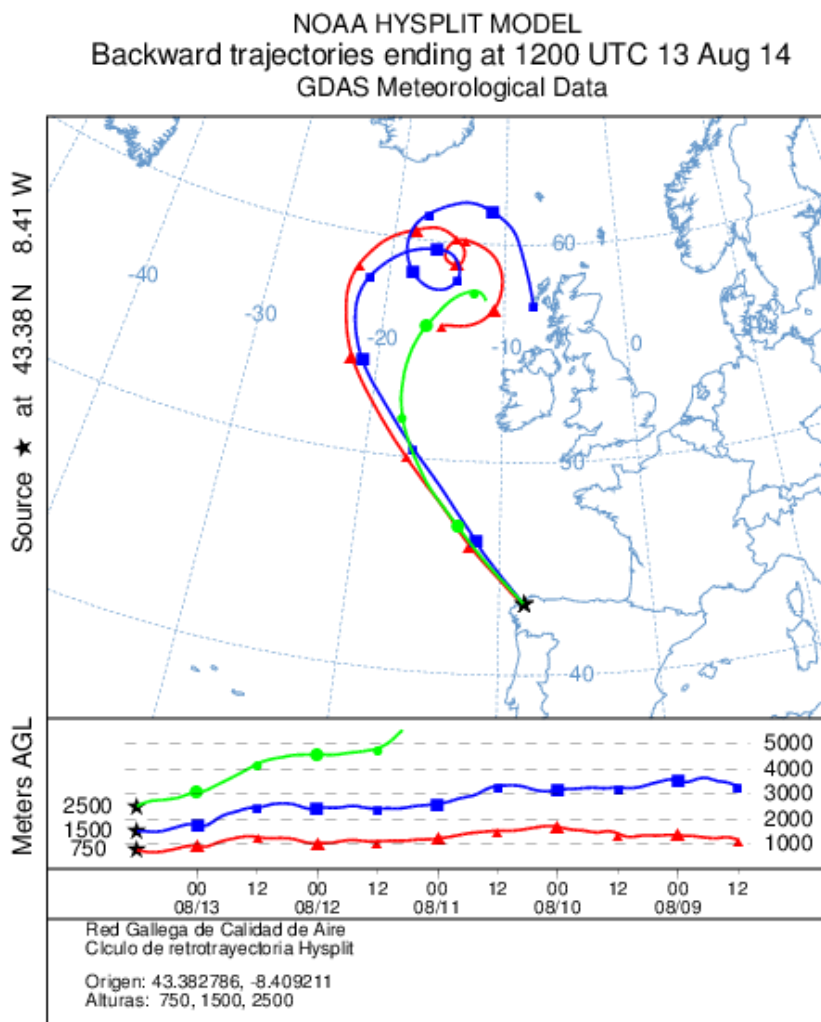 NOAA HYSPLIT MODEL
Backward trajectories ending at 1200 UTC 13 Aug 14
GDAS Meteorological Data
Source ★ at 43.38 N 8.41 W
-40
-30
-20
-10
0
60
50
40
Meters AGL
2500
1500
750
5000
4000
3000
2000
1000
00 12 00 12 00 12 00 12 00 12
08/13 08/12 08/11 08/10 08/09
Red Gallega de Calidad de Aire
Clculo de retrotrayectoria Hysplit
Origen: 43.382786, -8.409211
Alturas: 750, 1500, 2500